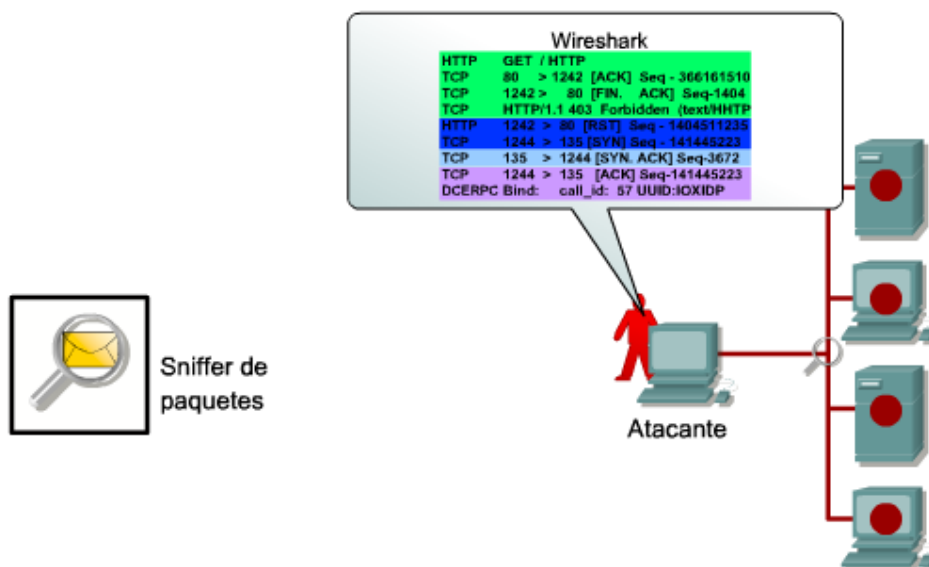 Wireshark
HTTP GET / HTTP
TCP 80 > 1242 [ACK] Seq - 366161510
TCP 1242 > 80 [FIN. ACK] Seq-1404
TCP HTTP/1.1 403 Forbidden (text/HHTP
HTTP 1242 > 80 [RST] Seq - 1404511235
TCP 1244 > 135 [SYN] Seq - 141445223
TCP 135 > 1244 [SYN. ACK] Seq-3672
TCP 1244 > 135 [ACK] Seq-141445223
DCERPC Bind: call_id: 57 UUID:IOXIDP
Sniffer de
paquetes
Atacante